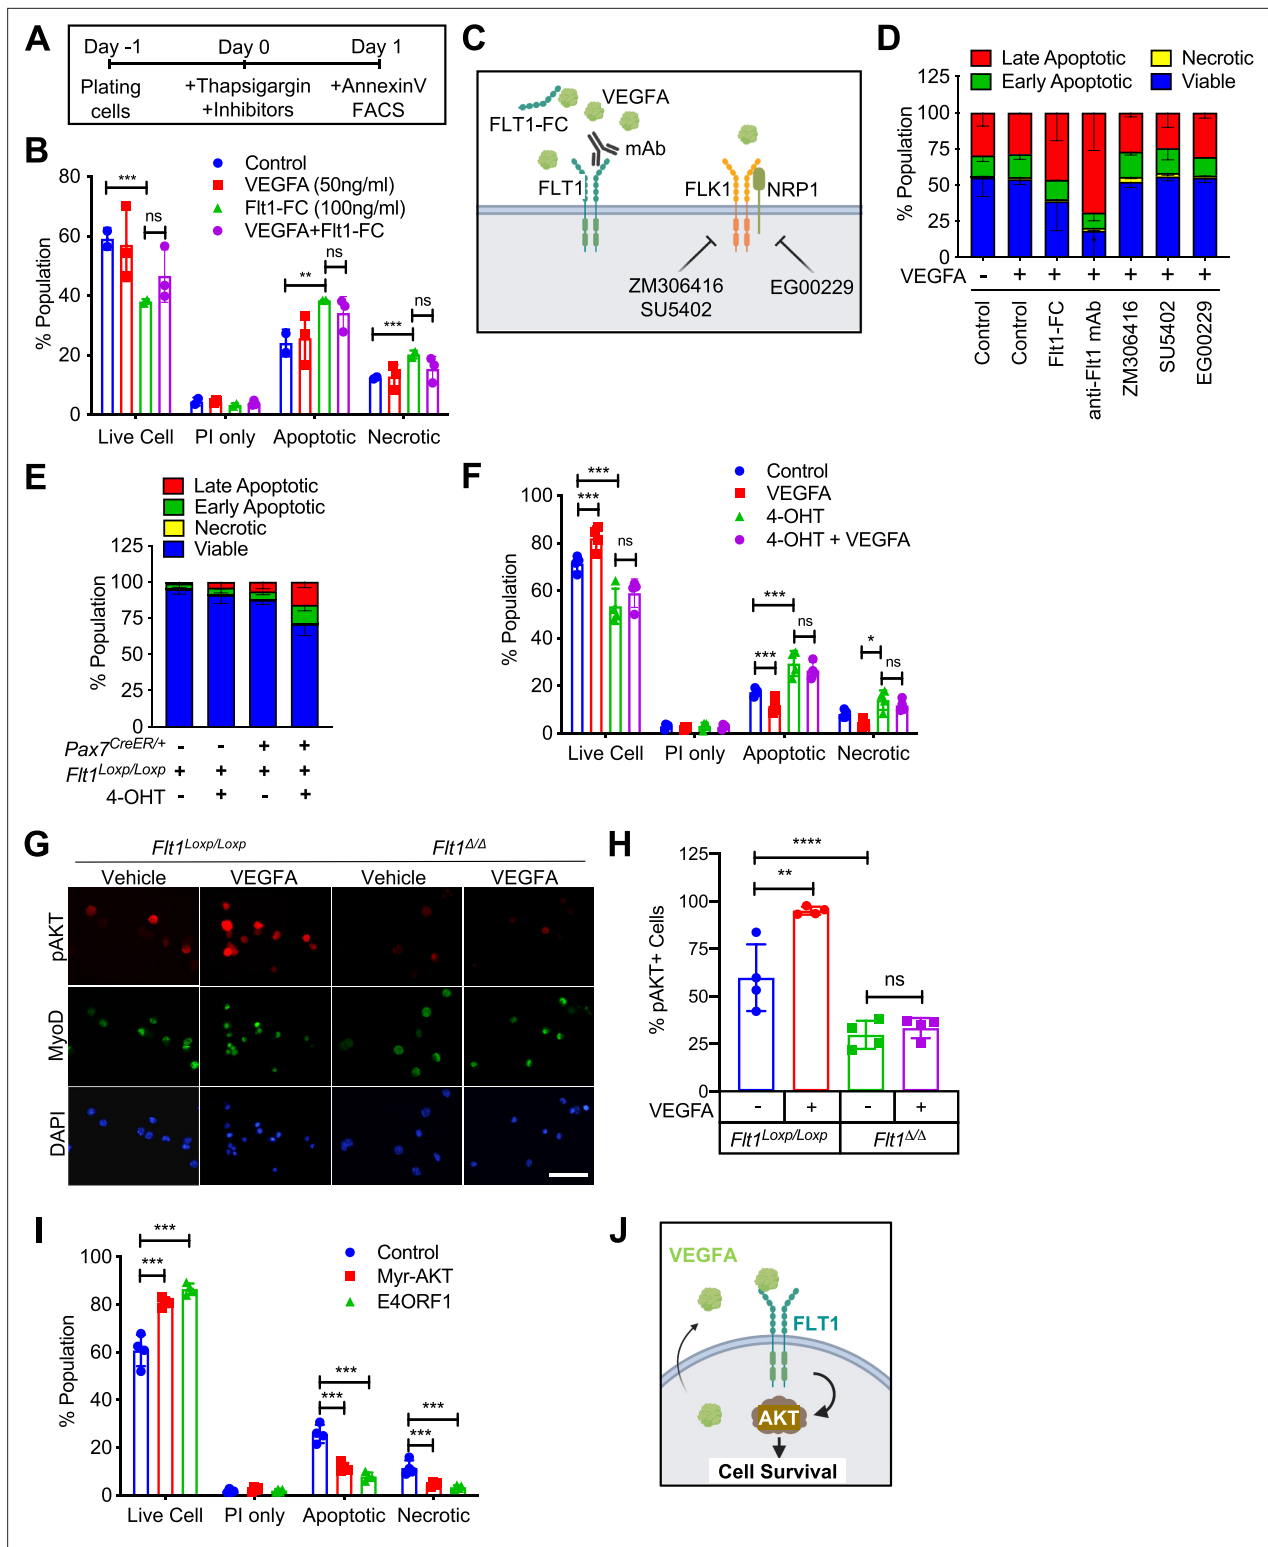 A
Day -1 Day 0 Day 1
Plating cells
+Thapsigargin
+Inhibitors
+AnnexinV
FACS
B
Control
VEGFA (50ng/ml)
Flt1-FC (100ng/ml)
VEGFA+Flt1-FC
% Population
80
60
40
20
0
*** ns ** ns *** ns
Live Cell PI only Apoptotic Necrotic
C
VEGFA
FLT1-FC
mAb
FLT1 FLK1 NRP1
ZM306416
SU5402
EG00229
D
Late Apoptotic Necrotic
Early Apoptotic Viable
% Population
125
100
75
50
25
0
VEGFA - + + + + + +
Control
Control
Flt1-FC
anti-Flt1 mAb
ZM306416
SU5402
EG00229
E
Late Apoptotic
Early Apoptotic
Necrotic
Viable
% Population
125
100
75
50
25
0
Pax7CreER/+ - - + +
Flt1Loxp/Loxp + + + +
4-OHT - + - +
F
Control
VEGFA
4-OHT
4-OHT + VEGFA
% Population
100
80
60
40
20
0
*** *** ns *** *** ns * ns
Live Cell PI only Apoptotic Necrotic
G
Flt1Loxp/Loxp Flt1Δ/Δ
Vehicle VEGFA Vehicle VEGFA
pAKT
MyoD
DAPI
H
% pAKT+ Cells
125
100
75
50
25
0
****
**
ns
VEGFA - + - +
Flt1Loxp/Loxp Flt1Δ/Δ
I
Control
Myr-AKT
E4ORF1
% Population
100
80
60
40
20
0
*** *** *** *** *** ***
Live Cell PI only Apoptotic Necrotic
J
VEGFA
FLT1
AKT
Cell Survival